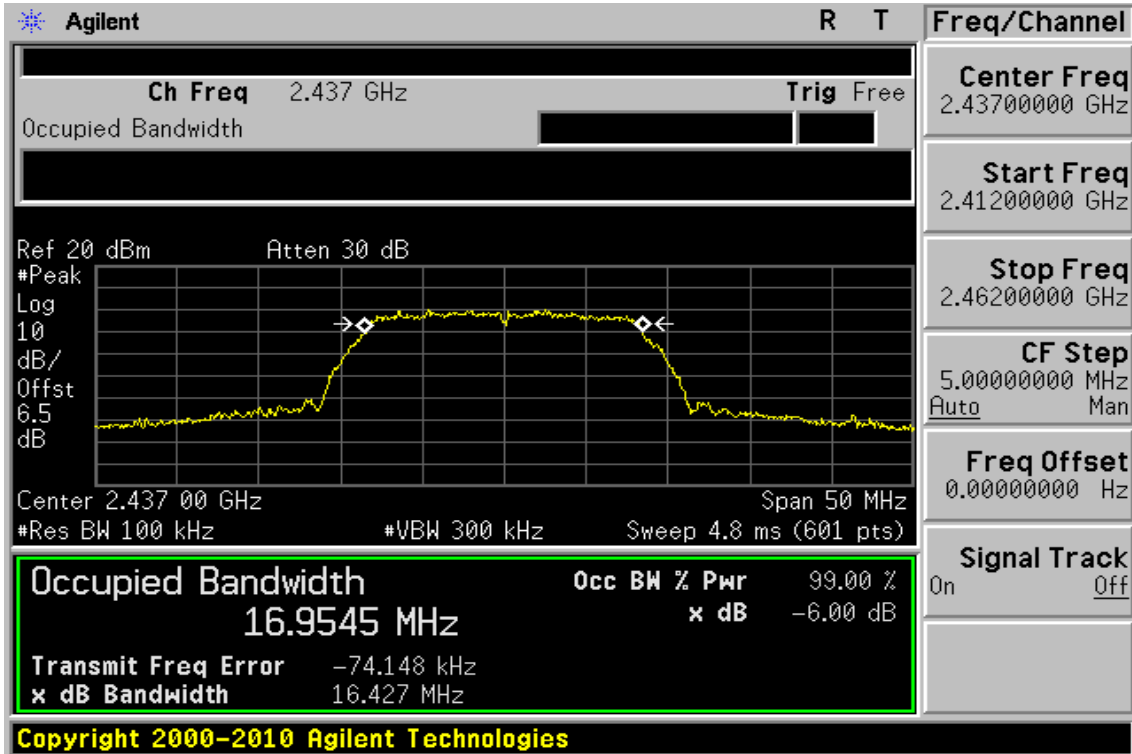 Agilent R T Freq/Channel
Ch Freq 2.437 GHz Trig Free
Occupied Bandwidth
Center Freq
2.43700000 GHz
Start Freq
2.41200000 GHz
Stop Freq
2.46200000 GHz
CF Step
5.00000000 MHz
Auto Man
Freq Offset
0.00000000 Hz
Signal Track
On Off
Ref 20 dBm Atten 30 dB
#Peak
Log
10
dB/
Offst
6.5
dB
Center 2.437 00 GHz Span 50 MHz
#Res BW 100 kHz #VBW 300 kHz Sweep 4.8 ms (601 pts)
Occupied Bandwidth
16.9545 MHz
Occ BW % Pwr 99.00 %
x dB -6.00 dB
Transmit Freq Error -74.148 kHz
x dB Bandwidth 16.427 MHz
Copyright 2000-2010 Agilent Technologies